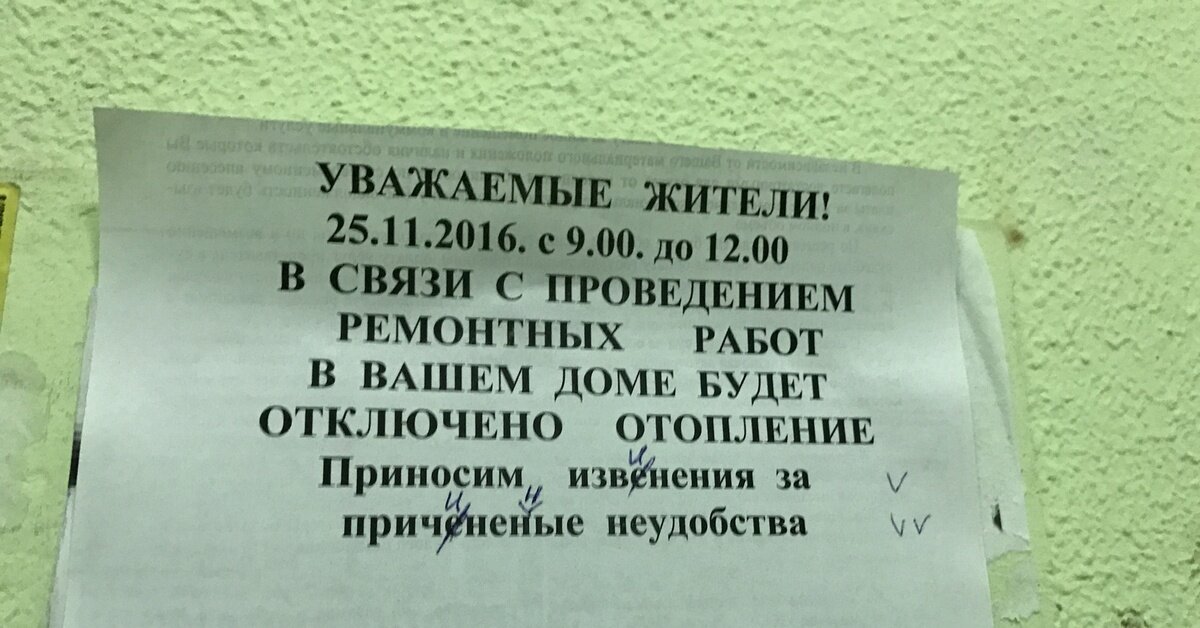 УВАЖАЕМЫЕ ЖИТЕЛИ!
25.11.2016. с 9.00. до 12.00
В СВЯЗИ С ПРОВЕДЕНИЕМ
РЕМОНТНЫХ РАБОТ
В ВАШЕМ ДОМЕ БУДЕТ
ОТКЛЮЧЕНО ОТОПЛЕНИЕ
и
Приносим извенения за V
и н
причененые неудобства VV